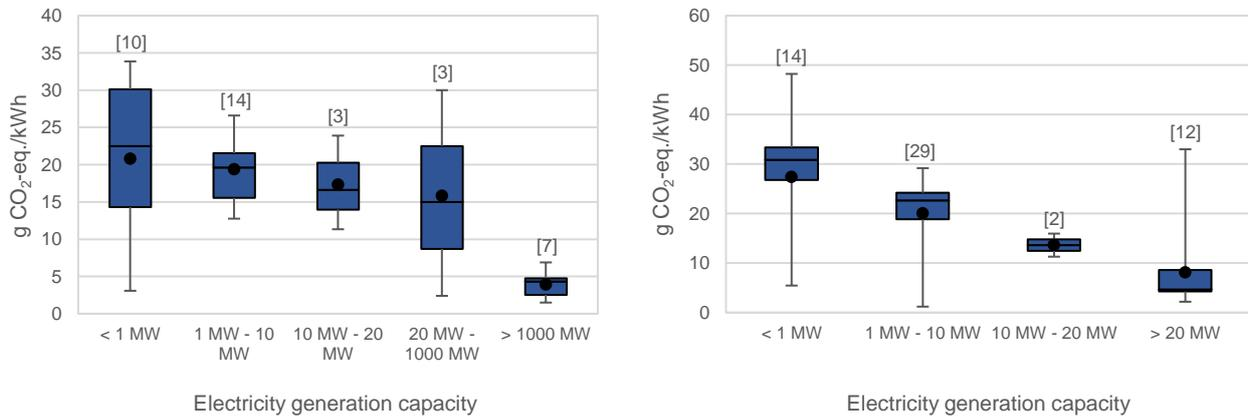 g CO₂-eq./kWh
40
35
30
25
20
15
10
5
0
[10]
[14]
[3]
[3]
[7]
< 1 MW
1 MW - 10
MW
10 MW - 20
MW
20 MW -
1000 MW
> 1000 MW
Electricity generation capacity
g CO₂-eq./kWh
60
50
40
30
20
10
0
[14]
[29]
[2]
[12]
< 1 MW
1 MW - 10 MW
10 MW - 20 MW
> 20 MW
Electricity generation capacity